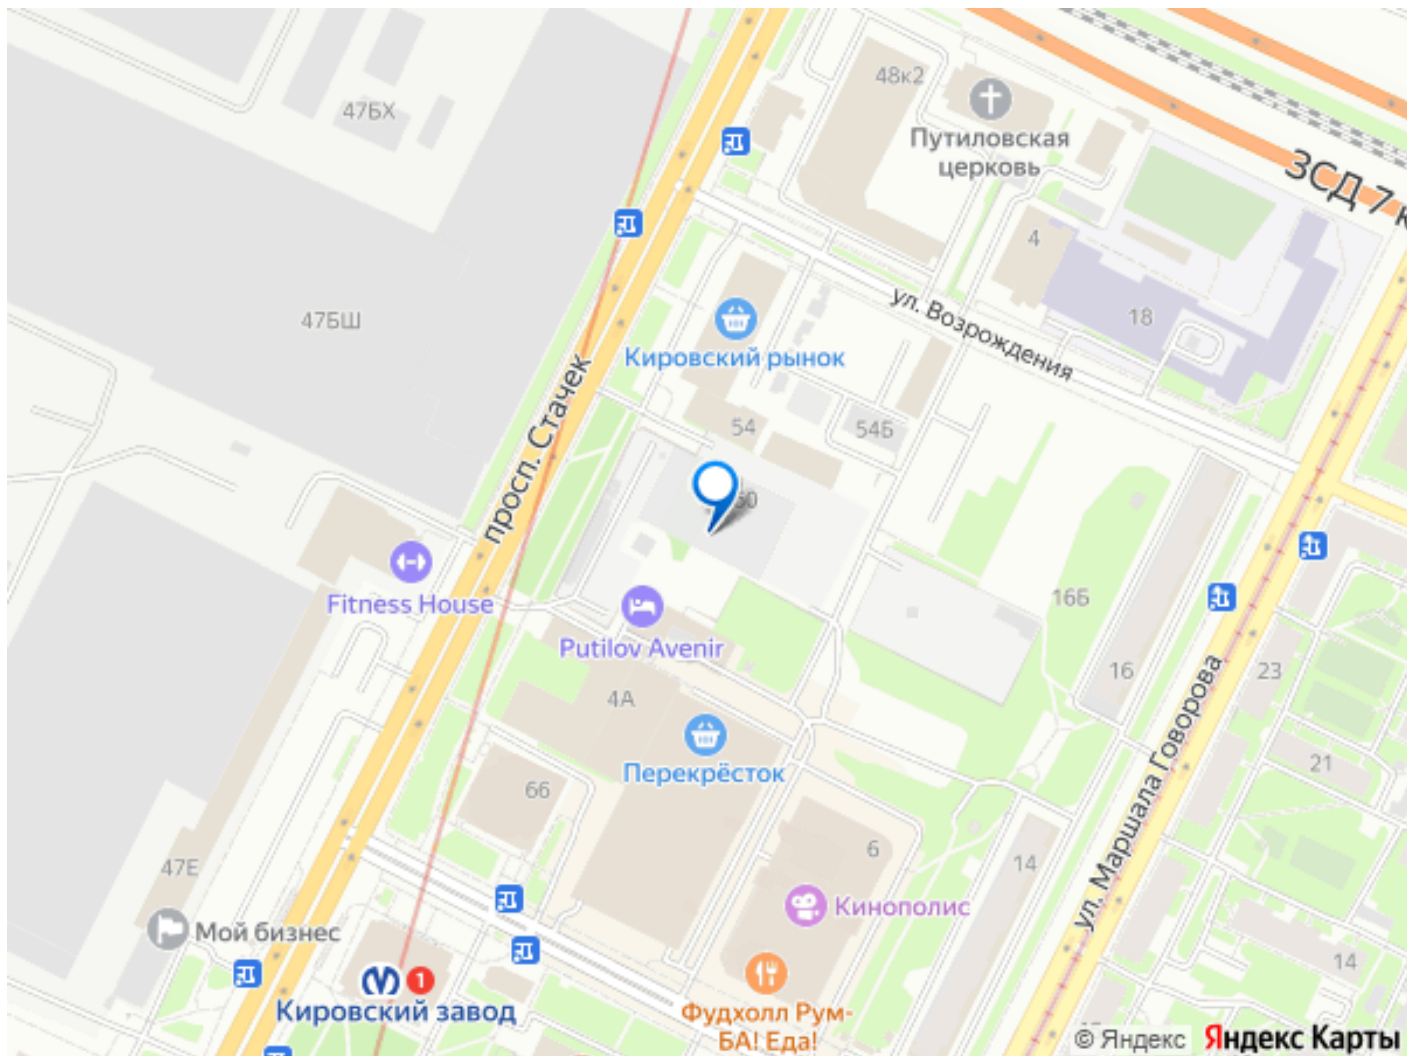 48к2
47БХ
Путиловская
церковь
ЗСД 7 к
4
18
47БШ
ул. Возрождения
Кировский рынок
просп. Стачек
54
54Б
60
Fitness House
16Б
Putilov Avenir
16
23
4А
ул. Маршала Говорова
Перекрёсток
21
66
6
14
47Е
Кинополис
Мой бизнес
14
1
Кировский завод
Фудхолл Рум-
БА! Еда!
© Яндекс Яндекс Карты